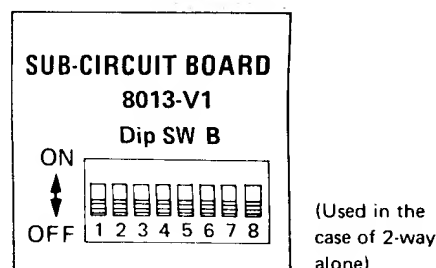 SUB-CIRCUIT BOARD
8013-V1
Dip SW B
ON
OFF
1 2 3 4 5 6 7 8
(Used in the
case of 2-way
alone)